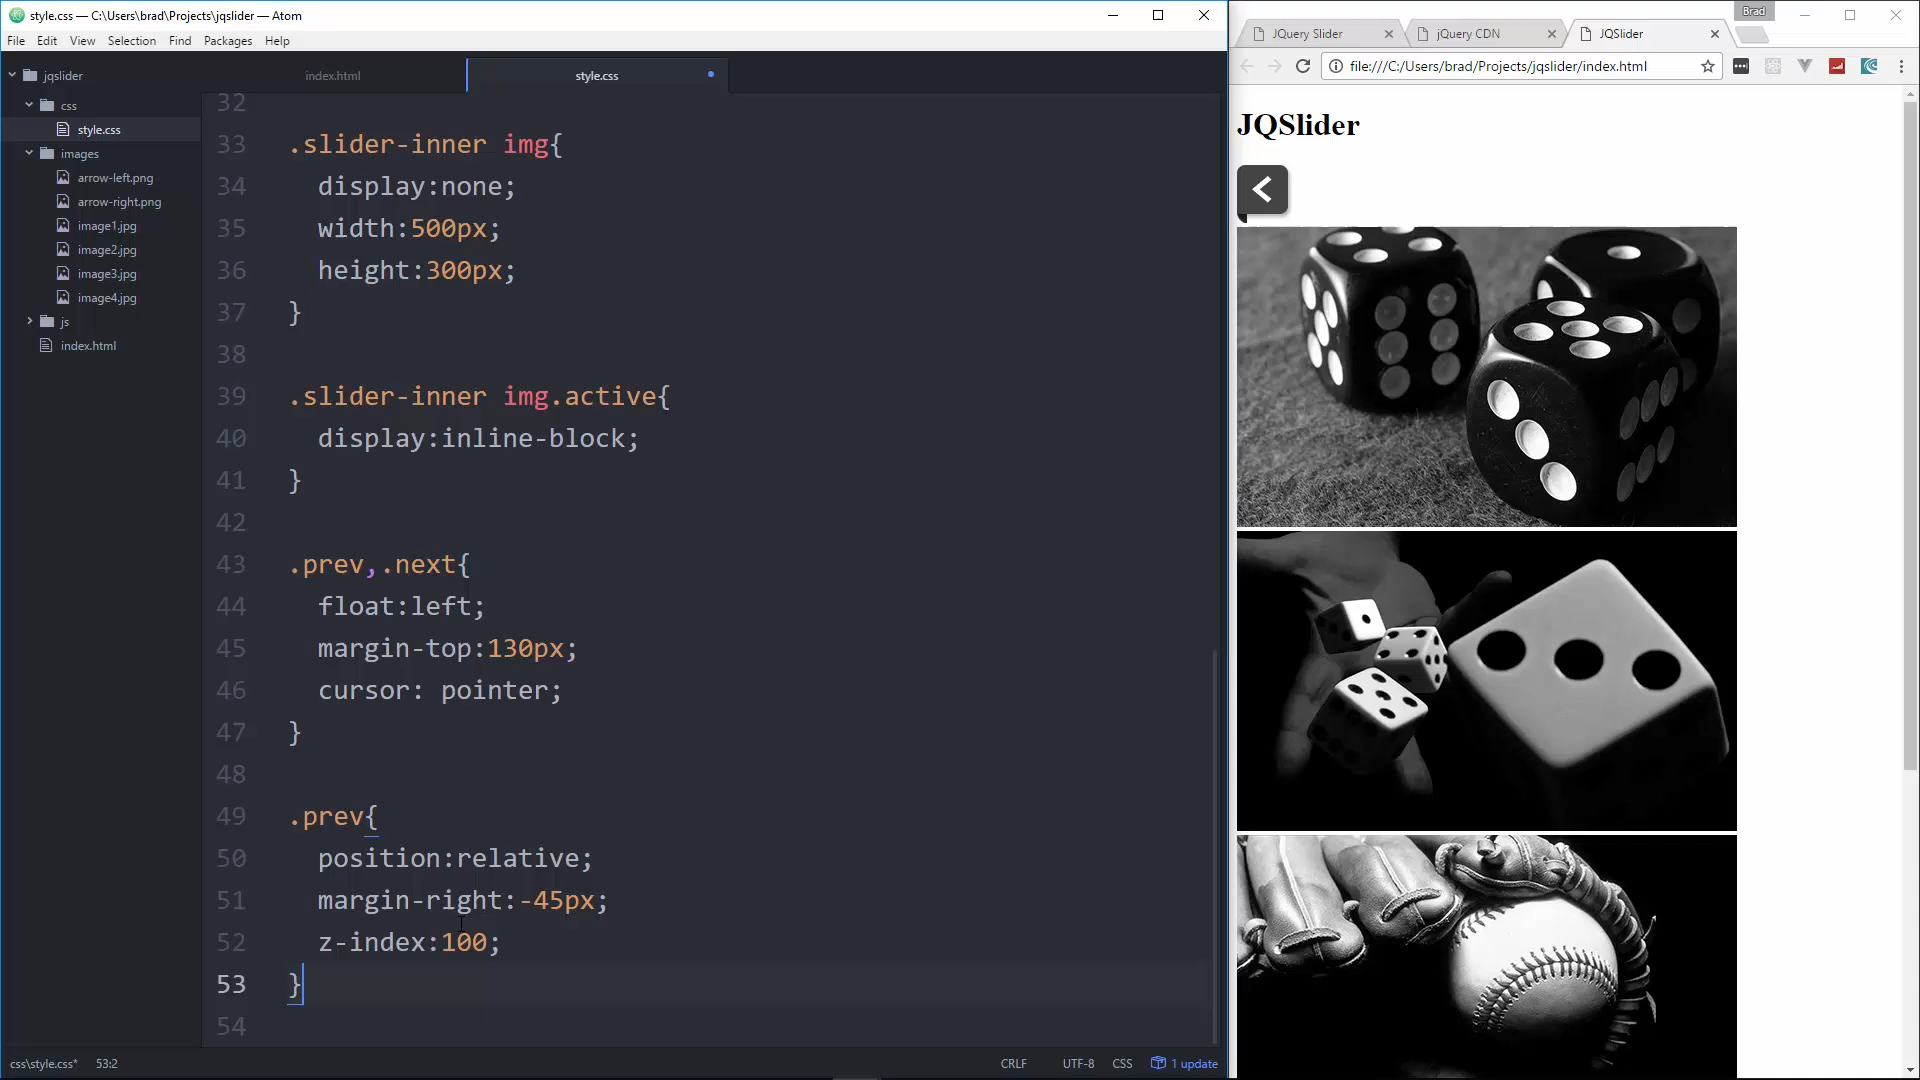 style.css — C:\Users\brad\Projects\jqslider — Atom
File Edit View Selection Find Packages Help
jqslider
css
style.css
images
arrow-left.png
arrow-right.png
image1.jpg
image2.jpg
image3.jpg
image4.jpg
js
index.html
index.html
style.css
32
33 .slider-inner img{
34 display:none;
35 width:500px;
36 height:300px;
37 }
38
39 .slider-inner img.active{
40 display:inline-block;
41 }
42
43 .prev,.next{
44 float:left;
45 margin-top:130px;
46 cursor: pointer;
47 }
48
49 .prev{
50 position:relative;
51 margin-right:-45px;
52 z-index:100;
53 }
54
css\style.css* 53:2
CRLF UTF-8 CSS 1 update
Brad
JQuery Slider
jQuery CDN
JQSlider
file:///C:/Users/brad/Projects/jqslider/index.html
JQSlider